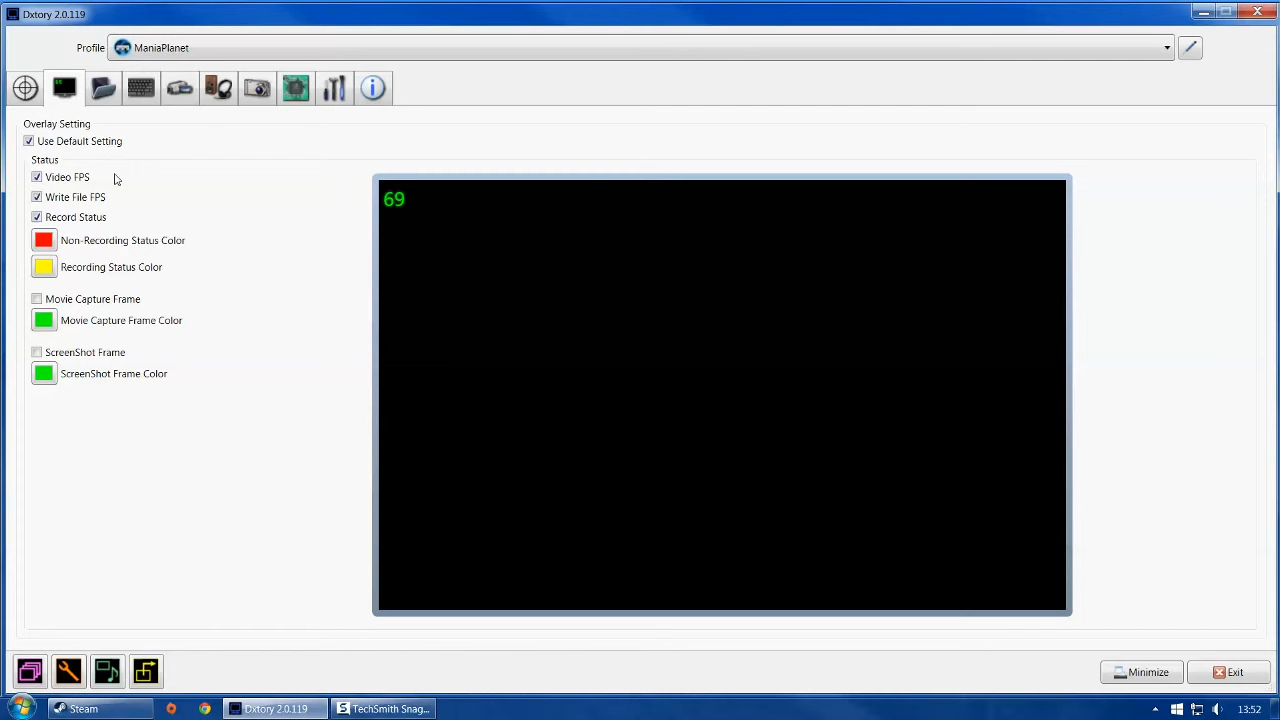 Dxtory 2.0.119
Profile
ManiaPlanet
Overlay Setting
Use Default Setting
Status
Video FPS
Write File FPS
Record Status
Non-Recording Status Color
Recording Status Color
Movie Capture Frame
Movie Capture Frame Color
ScreenShot Frame
ScreenShot Frame Color
69
Minimize
Exit
Steam
Dxtory 2.0.119
TechSmith Snag...
13:52